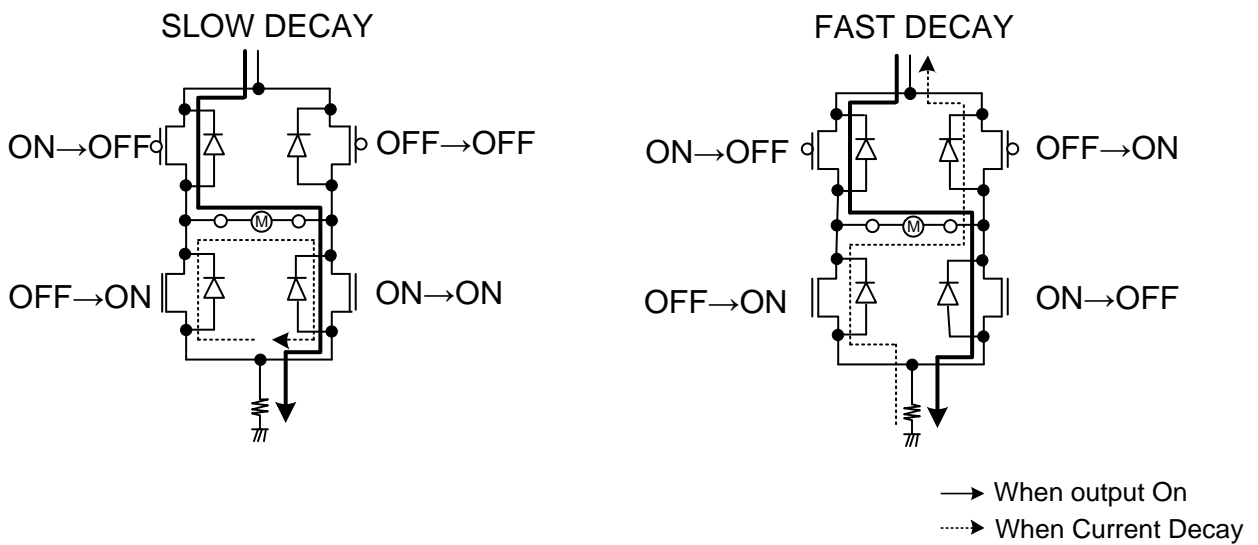 SLOW DECAY
ON→OFF
OFF→OFF
M
OFF→ON
ON→ON
FAST DECAY
ON→OFF
OFF→ON
M
OFF→ON
ON→OFF
When output On
When Current Decay